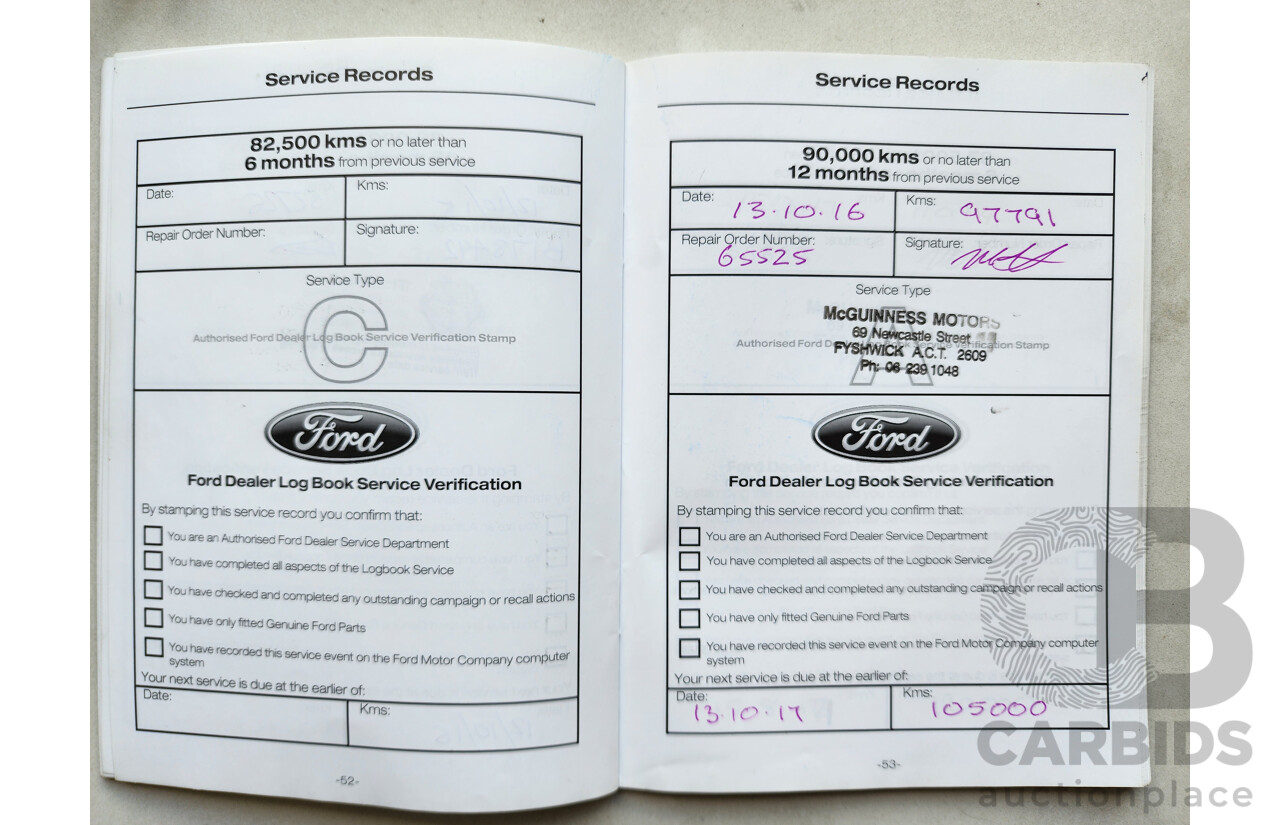 Service Records
82,500 kms or no later than
6 months from previous service
Date:
Kms:
Repair Order Number:
Signature:
Service Type
C
Authorised Ford Dealer Log Book Service Verification Stamp
Ford
Ford Dealer Log Book Service Verification
By stamping this service record you confirm that:
You are an Authorised Ford Dealer Service Department
You have completed all aspects of the Logbook Service
You have checked and completed any outstanding campaign or recall actions
You have only fitted Genuine Ford Parts
You have recorded this service event on the Ford Motor Company computer
system
Your next service is due at the earlier of:
Date:
Kms:
-52-
Service Records
90,000 kms or no later than
12 months from previous service
Date: 13.10.16
Kms: 97791
Repair Order Number:
65525
Signature:
Service Type
McGUINNESS MOTORS
69 Newcastle Street
A
Authorised Ford Dealer Log Book Service Verification Stamp
FYSHWICK A.C.T. 2609
Ph: 06 239 1048
Ford
Ford Dealer Log Book Service Verification
By stamping this service record you confirm that:
You are an Authorised Ford Dealer Service Department
You have completed all aspects of the Logbook Service
You have checked and completed any outstanding campaign or recall actions
You have only fitted Genuine Ford Parts
You have recorded this service event on the Ford Motor Company computer
system
Your next service is due at the earlier of:
Date:
13.10.17
Kms:
105000
-53-
CB
CARBIDS
auctionplace